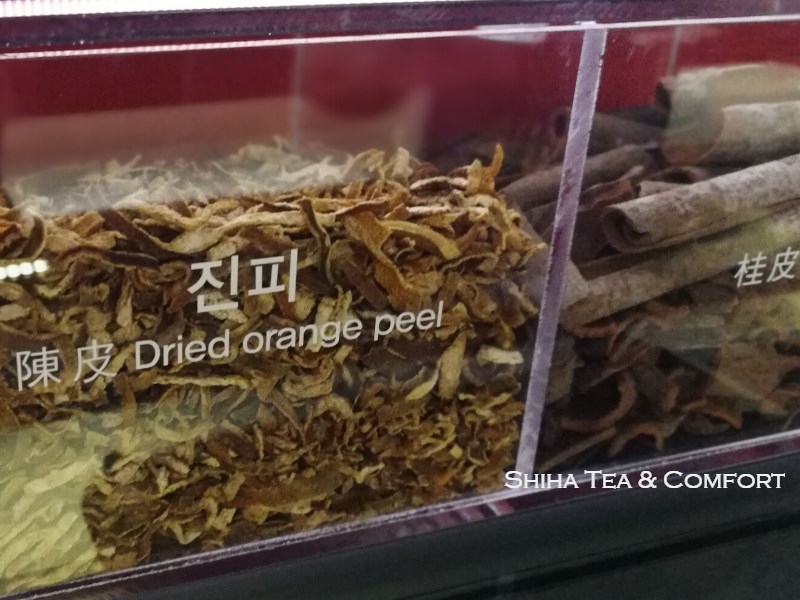 진피
陳皮 Dried orange peel
桂皮
SHIHA TEA & COMFORT